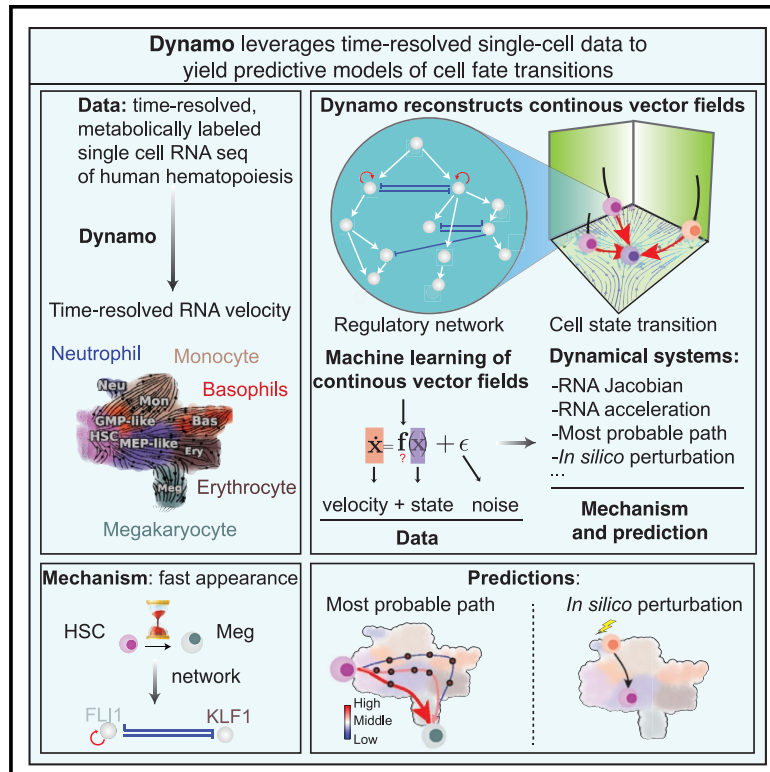 Dynamo leverages time-resolved single-cell data to
yield predictive models of cell fate transitions
Data: time-resolved,
metabolically labeled
single cell RNA seq
of human hematopoiesis
Dynamo
Time-resolved RNA velocity
Neutrophil
Monocyte
Basophils
Neu
Mon
GMP-like
Bas
HSC
MEP-like
Ery
Meg
Erythrocyte
Megakaryocyte
Dynamo reconstructs continous vector fields
Regulatory network
Cell state transition
Machine learning of
continous vector fields
ẋ = f(x) + ϵ
?
velocity + state noise
Data
Dynamical systems:
-RNA Jacobian
-RNA acceleration
-Most probable path
-In silico perturbation
...
Mechanism
and prediction
Mechanism: fast appearance
HSC
Meg
network
FLI1
KLF1
Predictions:
Most probable path
High
Middle
Low
In silico perturbation